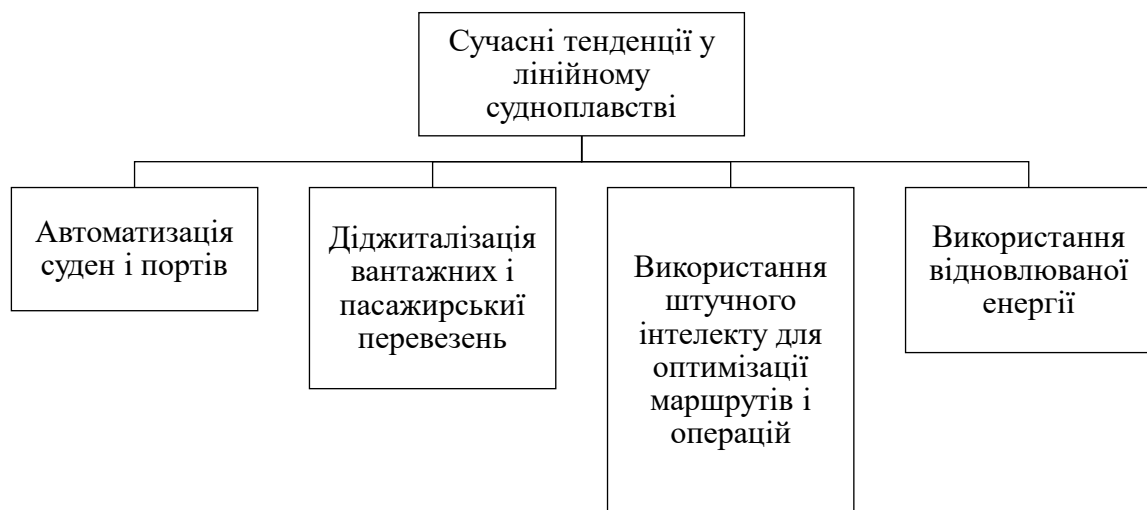 Сучасні тенденції у
лінійному
судноплавстві
Автоматизація
суден і портів
Діджиталізація
вантажних і
пасажирськиї
перевезень
Використання
штучного
інтелекту для
оптимізації
маршрутів і
операцій
Використання
відновлюваної
енергії